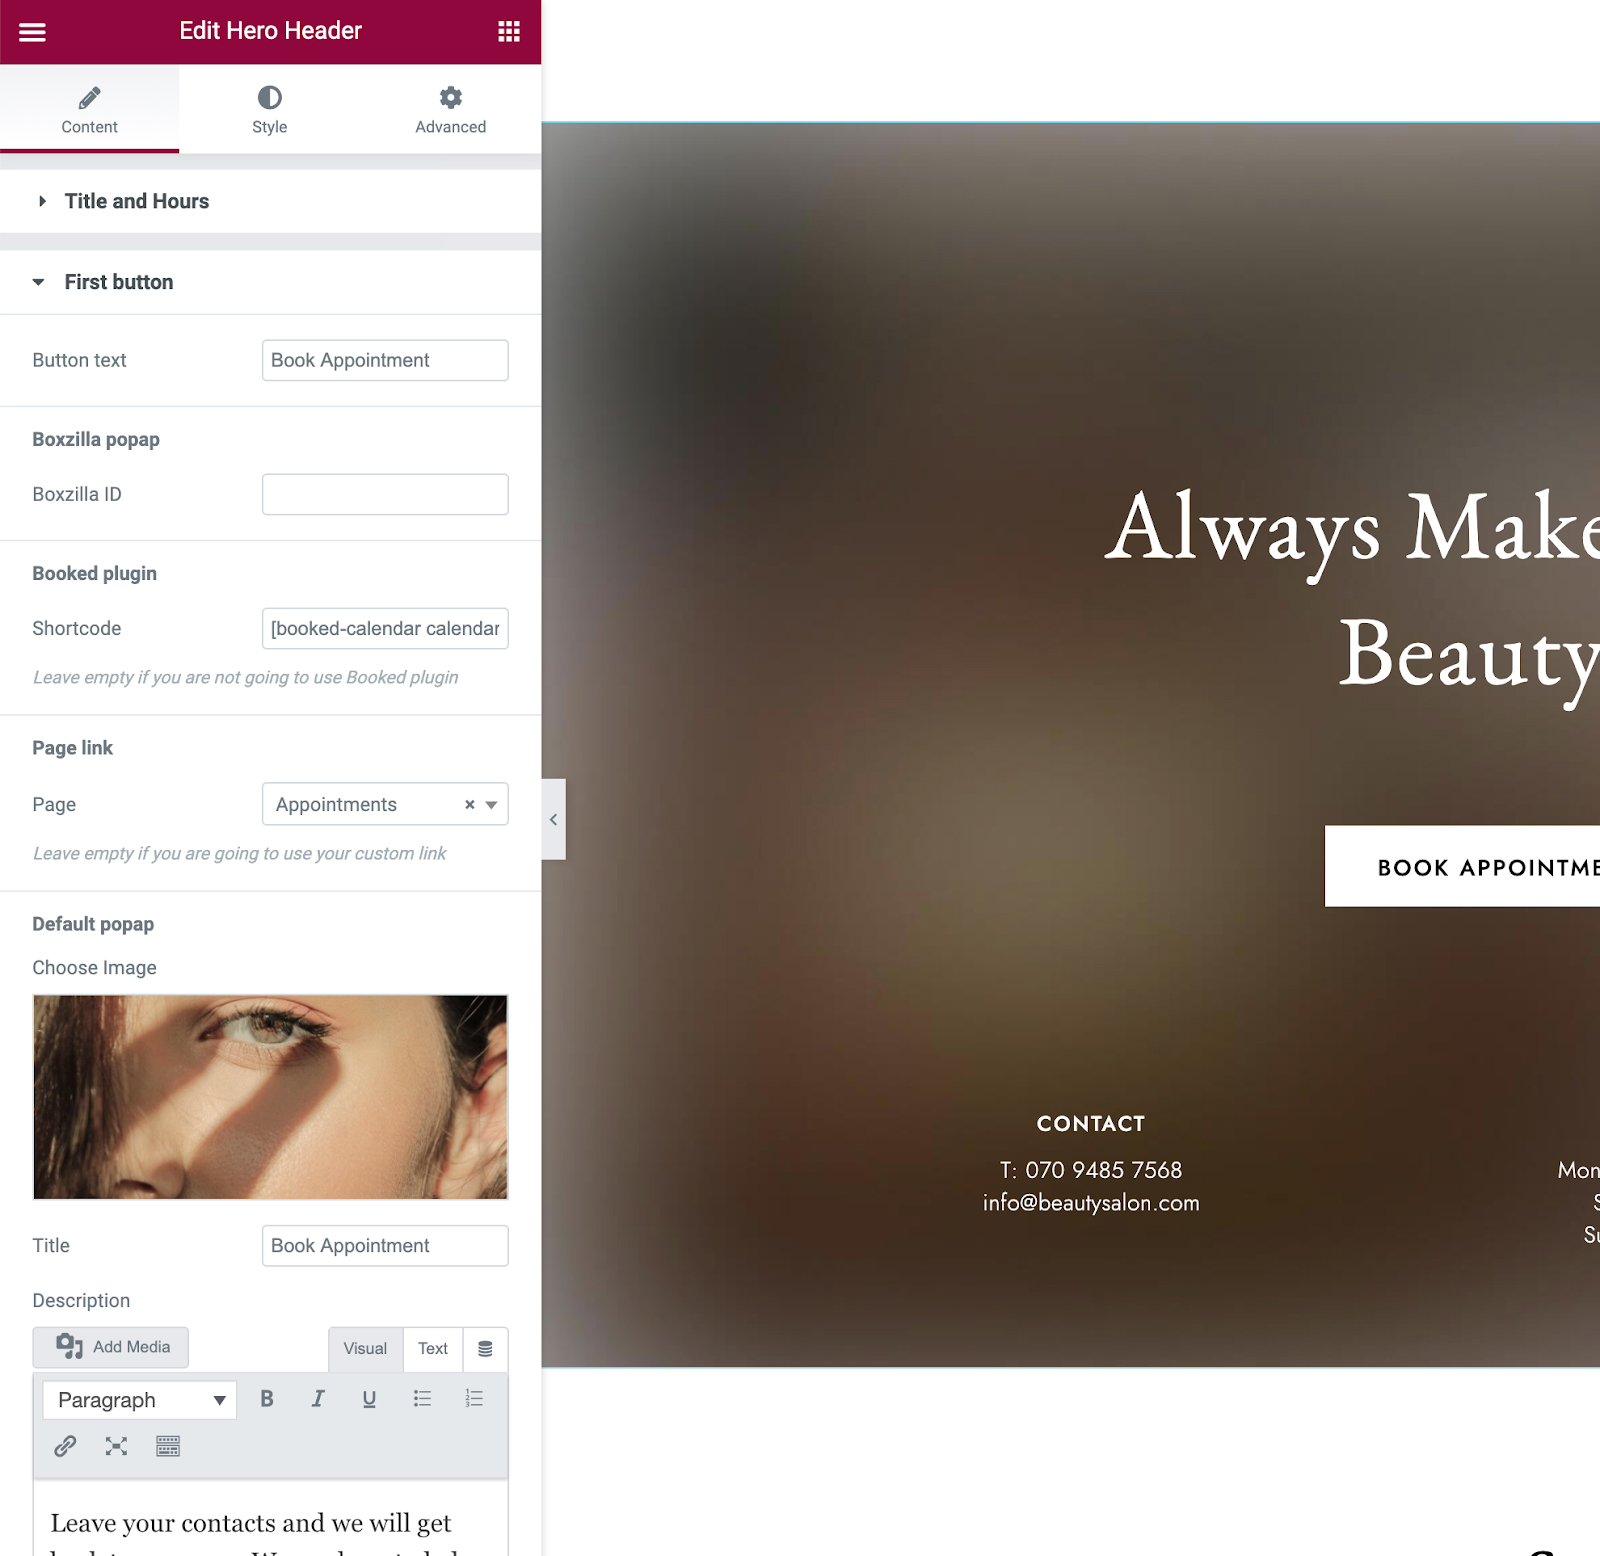 Edit Hero Header
Content
Style
Advanced
Title and Hours
First button
Button text
Book Appointment
Boxzilla popap
Boxzilla ID
Booked plugin
Shortcode
[booked-calendar calendar
Leave empty if you are not going to use Booked plugin
Page link
Page
Appointments
Leave empty if you are going to use your custom link
Default popap
Choose Image
Title
Book Appointment
Description
Add Media
Visual
Text
Paragraph
B I U
Leave your contacts and we will get
Always Make
Beauty
BOOK APPOINTME
CONTACT
T: 070 9485 7568
info@beautysalon.com
Mon
S
Su